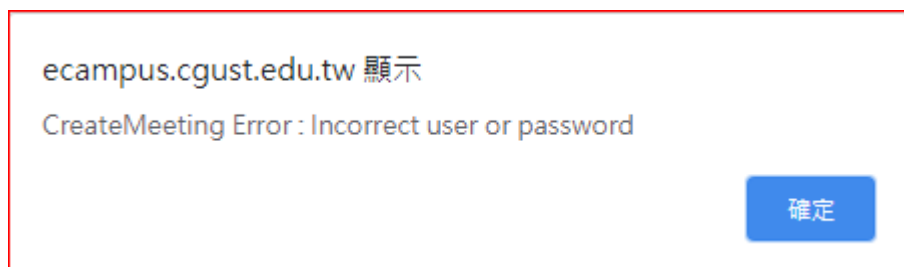 ecampus.cgust.edu.tw 顯示
CreateMeeting Error : Incorrect user or password
確定